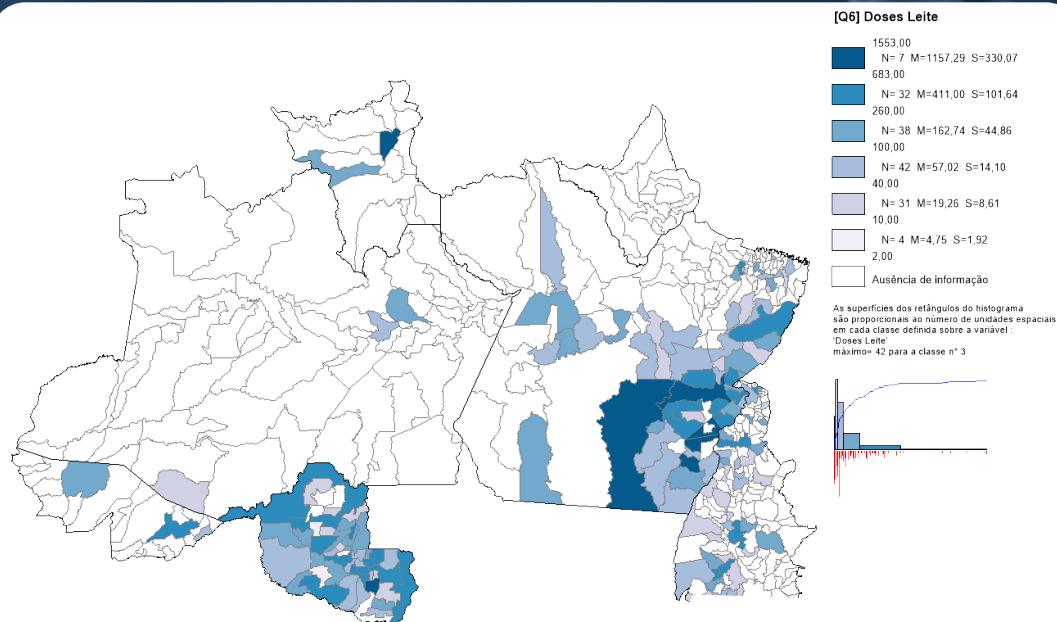 [Q6] Doses Leite
1553,00
N= 7 M=1157,29 S=330,07
683,00
N= 32 M=411,00 S=101,64
260,00
N= 38 M=162,74 S=44,86
100,00
N= 42 M=57,02 S=14,10
40,00
N= 31 M=19,26 S=8,61
10,00
N= 4 M=4,75 S=1,92
2,00
Ausência de informação
As superfícies dos retângulos do histograma
são proporcionais ao número de unidades espaciais
em cada classe definida sobre a variável :
'Doses Leite'
máximo= 42 para a classe n° 3